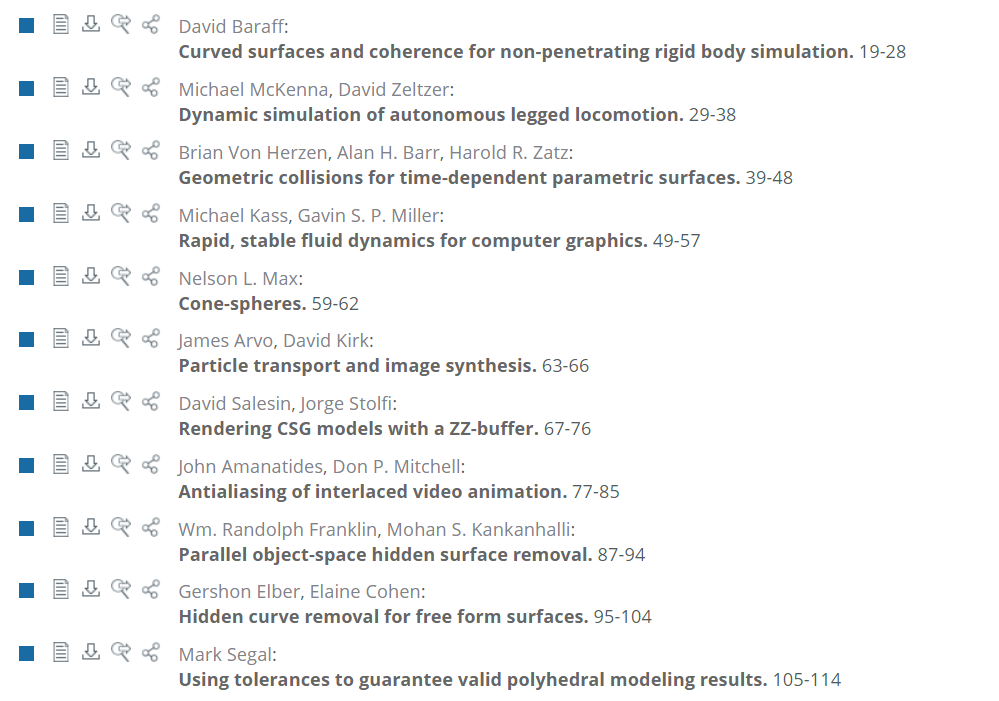 David Baraff:
Curved surfaces and coherence for non-penetrating rigid body simulation. 19-28
Michael McKenna, David Zeltzer:
Dynamic simulation of autonomous legged locomotion. 29-38
Brian Von Herzen, Alan H. Barr, Harold R. Zatz:
Geometric collisions for time-dependent parametric surfaces. 39-48
Michael Kass, Gavin S. P. Miller:
Rapid, stable fluid dynamics for computer graphics. 49-57
Nelson L. Max:
Cone-spheres. 59-62
James Arvo, David Kirk:
Particle transport and image synthesis. 63-66
David Salesin, Jorge Stolfi:
Rendering CSG models with a ZZ-buffer. 67-76
John Amanatides, Don P. Mitchell:
Antialiasing of interlaced video animation. 77-85
Wm. Randolph Franklin, Mohan S. Kankanhalli:
Parallel object-space hidden surface removal. 87-94
Gershon Elber, Elaine Cohen:
Hidden curve removal for free form surfaces. 95-104
Mark Segal:
Using tolerances to guarantee valid polyhedral modeling results. 105-114